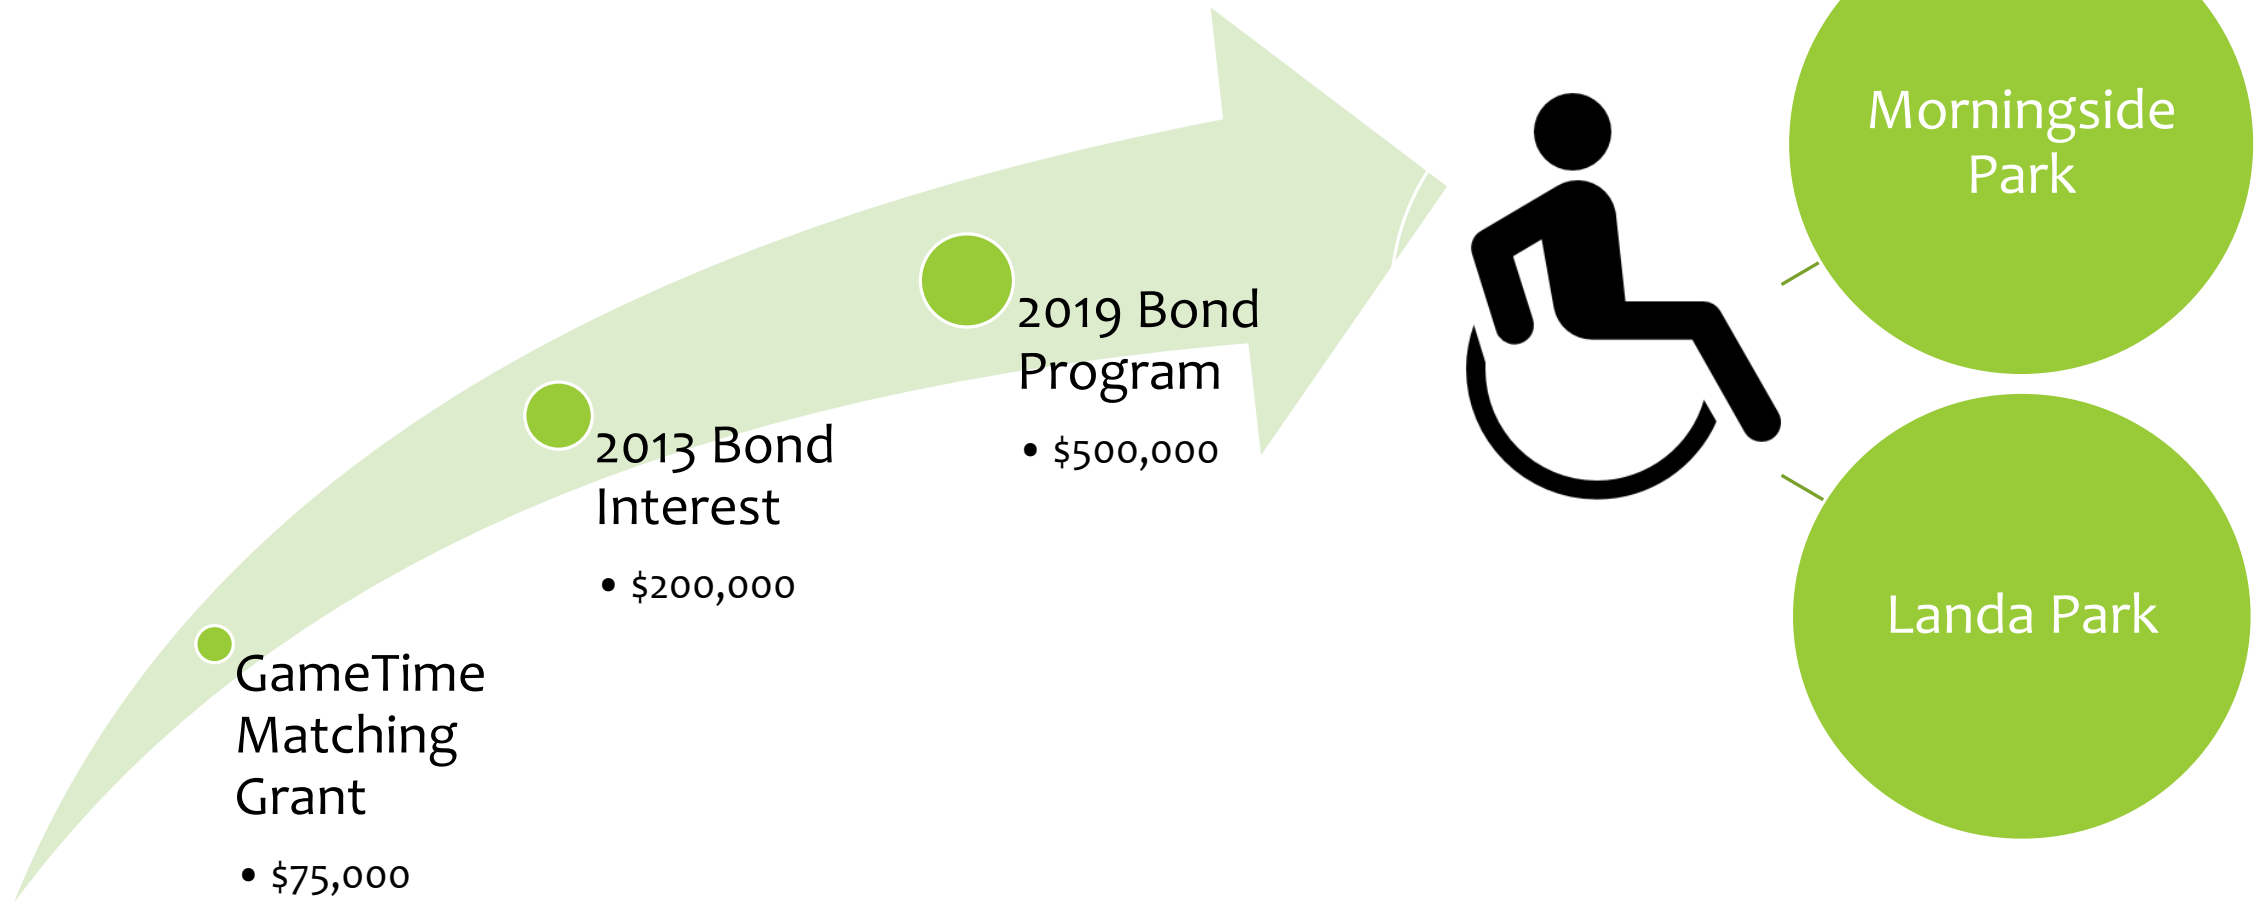 GameTime
Matching
Grant
• $75,000
2013 Bond
Interest
• $200,000
2019 Bond
Program
• $500,000
Morningside
Park
Landa Park